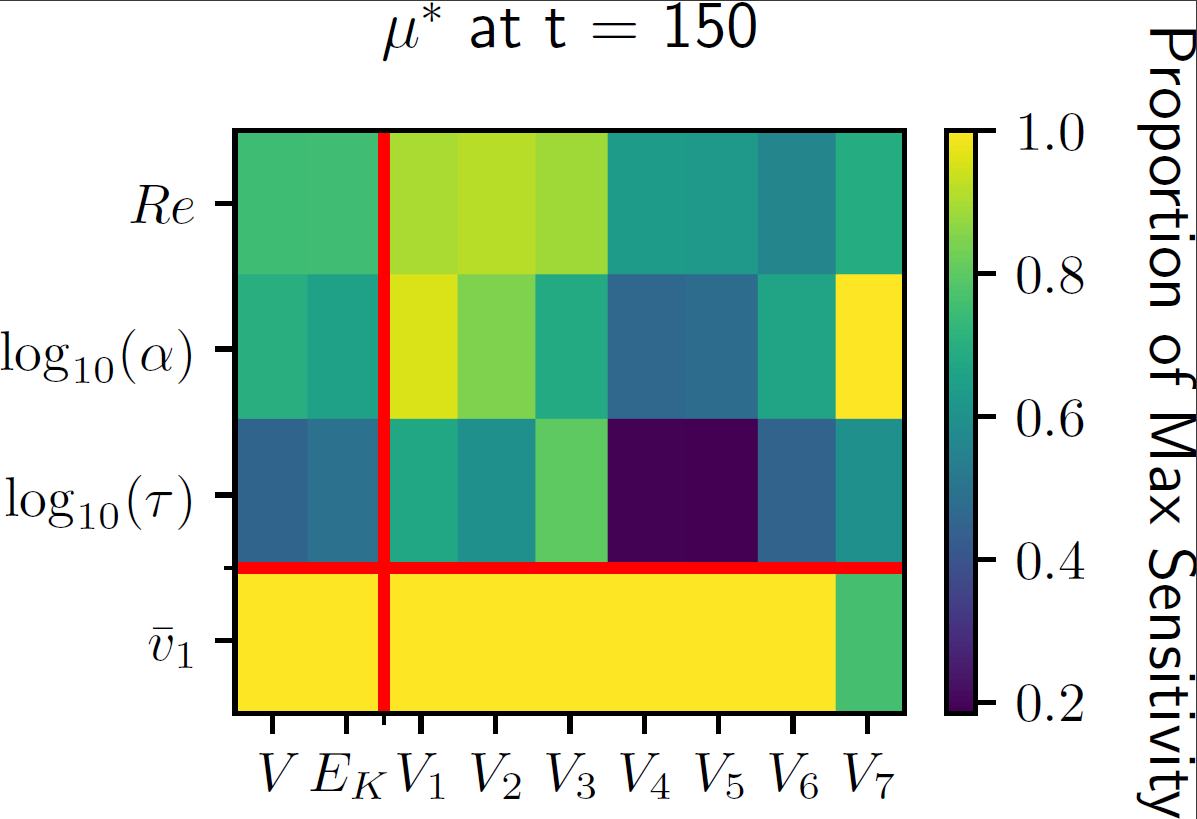 μ* at t = 150
Re
log₁₀(α)
log₁₀(τ)
v̄₁
V E_K V₁ V₂ V₃ V₄ V₅ V₆ V₇
1.0
0.8
0.6
0.4
0.2
Proportion of Max Sensitivity